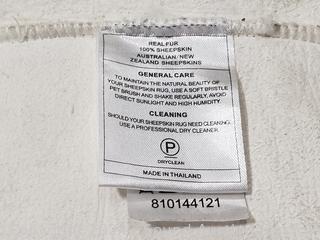 REAL FUR
100% SHEEPSKIN
AUSTRALIAN/NEW
ZEALAND SHEEPSKINS
GENERAL CARE
TO MAINTAIN THE NATURAL BEAUTY OF
YOUR SHEEPSKIN RUG, USE A SOFT BRISTLE
PET BRUSH AND SHAKE REGULARLY. AVOID
DIRECT SUNLIGHT AND HIGH HUMIDITY.
CLEANING
SHOULD YOUR SHEEPSKIN RUG NEED CLEANING,
USE A PROFESSIONAL DRY CLEANER.
P
DRYCLEAN
MADE IN THAILAND
810144121